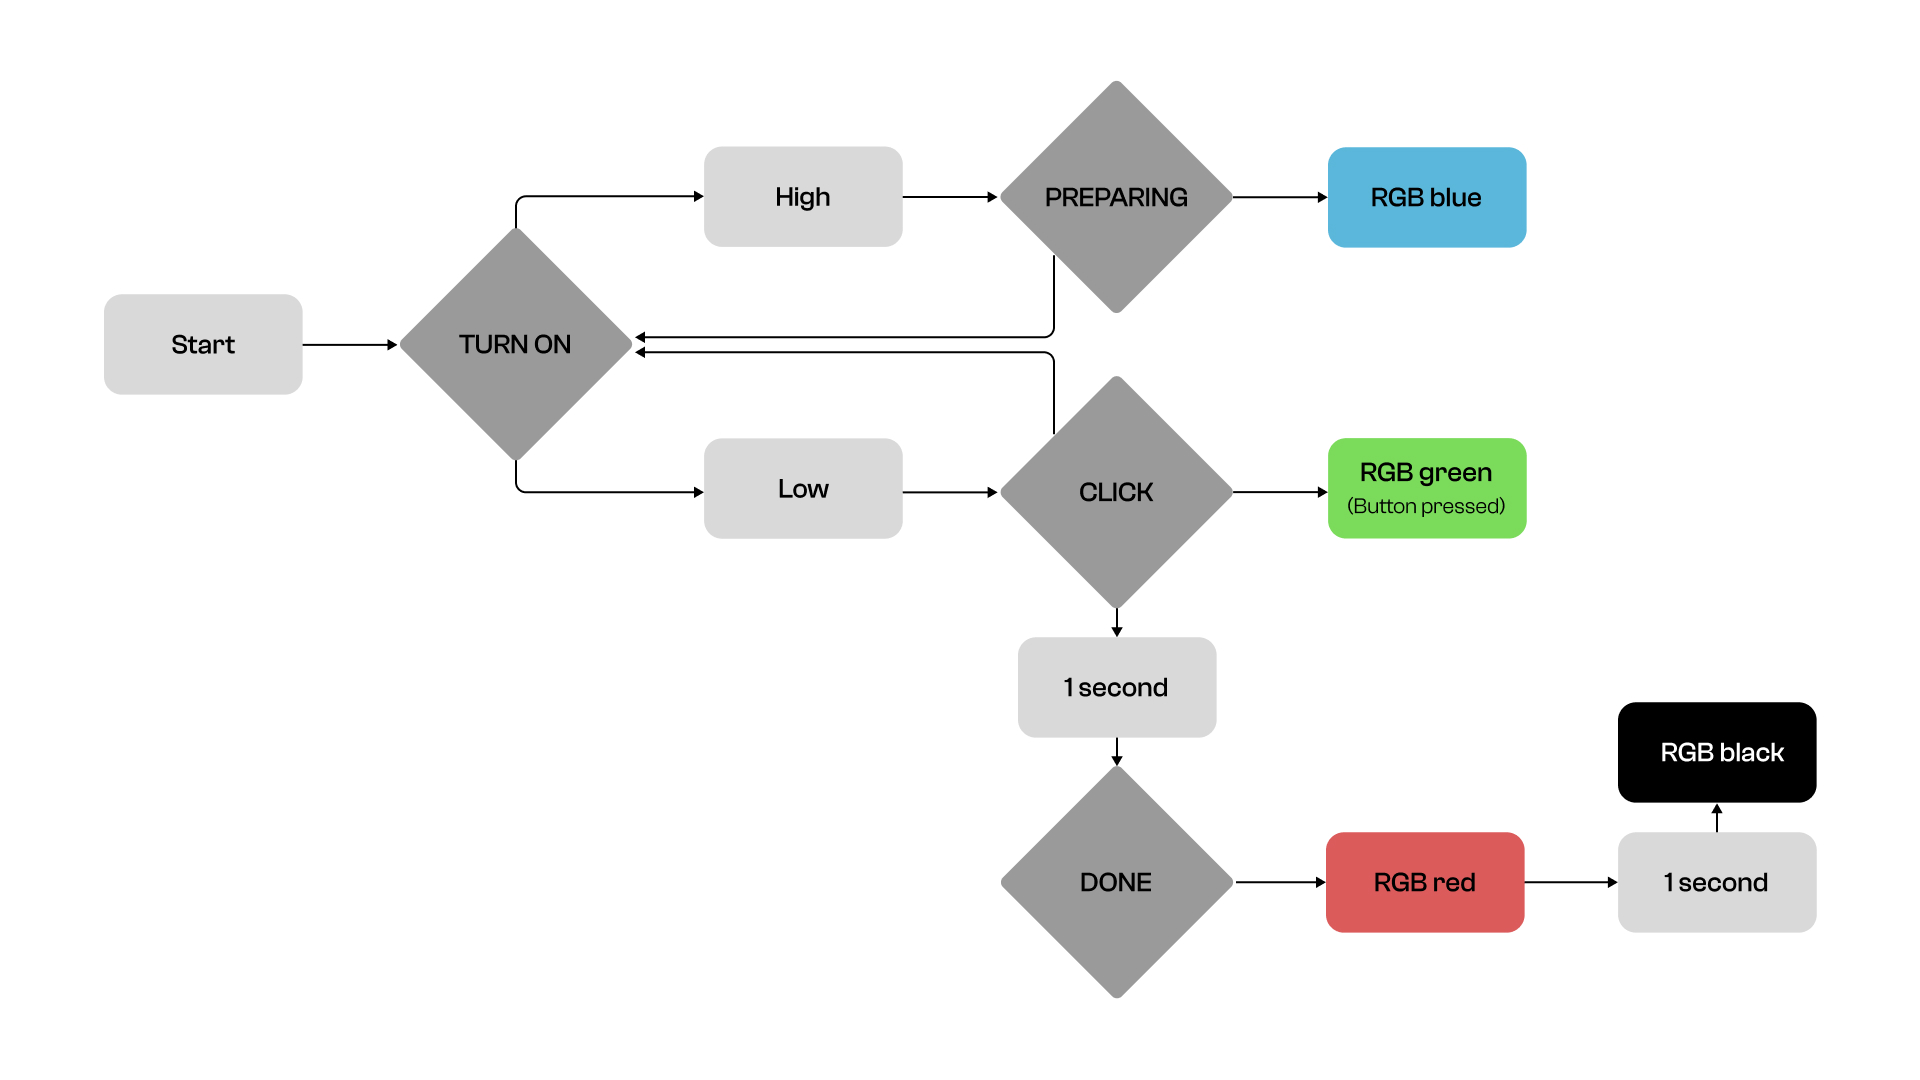 High
PREPARING
RGB blue
Start
TURN ON
Low
CLICK
RGB green
(Button pressed)
1 second
RGB black
DONE
RGB red
1 second